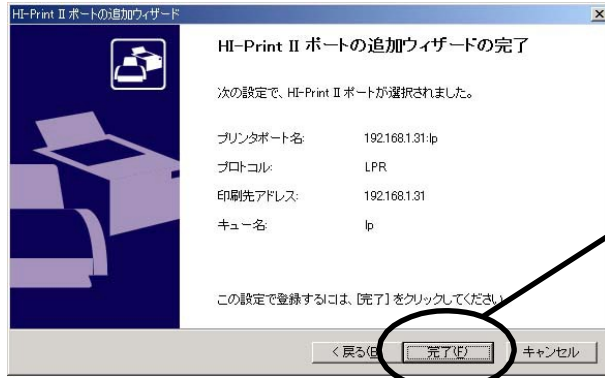 HI-Print II ポートの追加ウィザード
HI-Print II ポートの追加ウィザードの完了
次の設定で、HI-Print II ポートが選択されました。
プリンタポート名: 192.168.1.31:lp
プロトコル: LPR
印刷先アドレス: 192.168.1.31
キュー名: lp
この設定で登録するには、[完了] をクリックしてください
< 戻る(B 完了(F) キャンセル